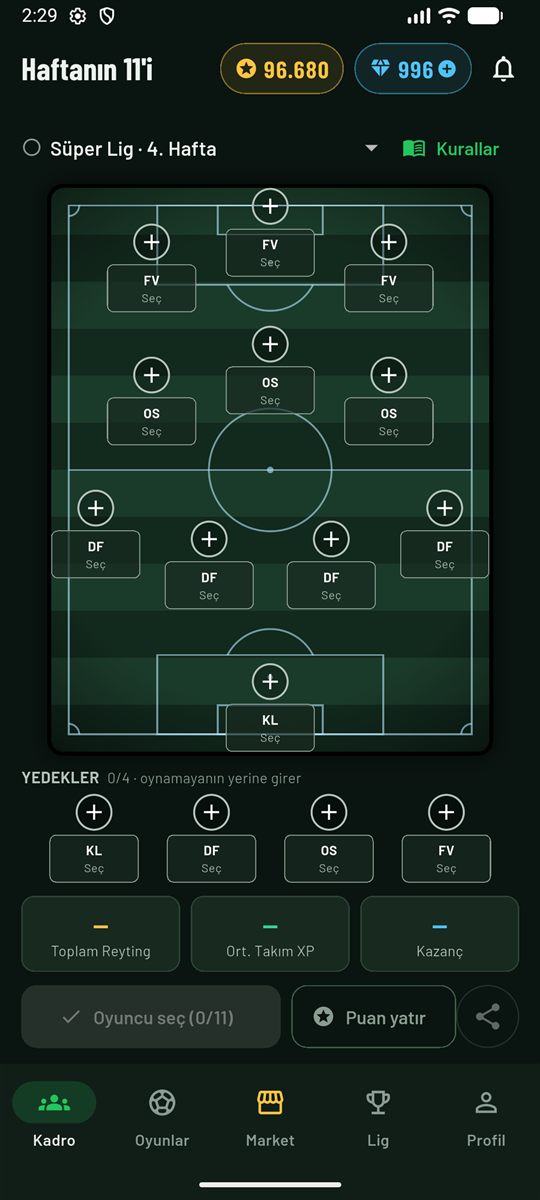 2:29
Haftanın 11'i
96.680
996
Süper Lig · 4. Hafta
Kurallar
FV
Seç
FV
Seç
FV
Seç
OS
Seç
OS
Seç
OS
Seç
DF
Seç
DF
Seç
DF
Seç
DF
Seç
KL
Seç
YEDEKLER 0/4 · oynamayanın yerine girer
KL
Seç
DF
Seç
OS
Seç
FV
Seç
Toplam Reyting
Ort. Takım XP
Kazanç
Oyuncu seç (0/11)
Puan yatır
Kadro
Oyunlar
Market
Lig
Profil